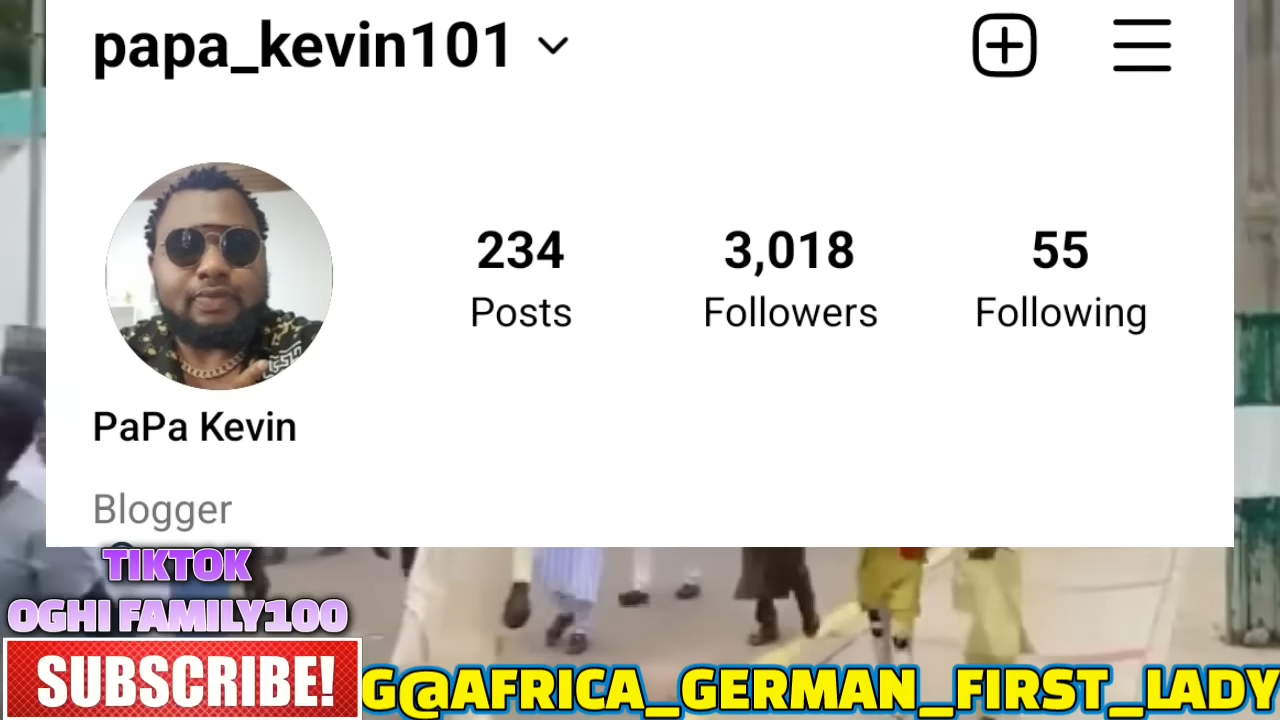 papa_kevin101
234
3,018
55
Posts
Followers
Following
PaPa Kevin
Blogger
TIKTOK
OGHI FAMILY100
SUBSCRIBE!
G@AFRICA_GERMAN_FIRST_LADY